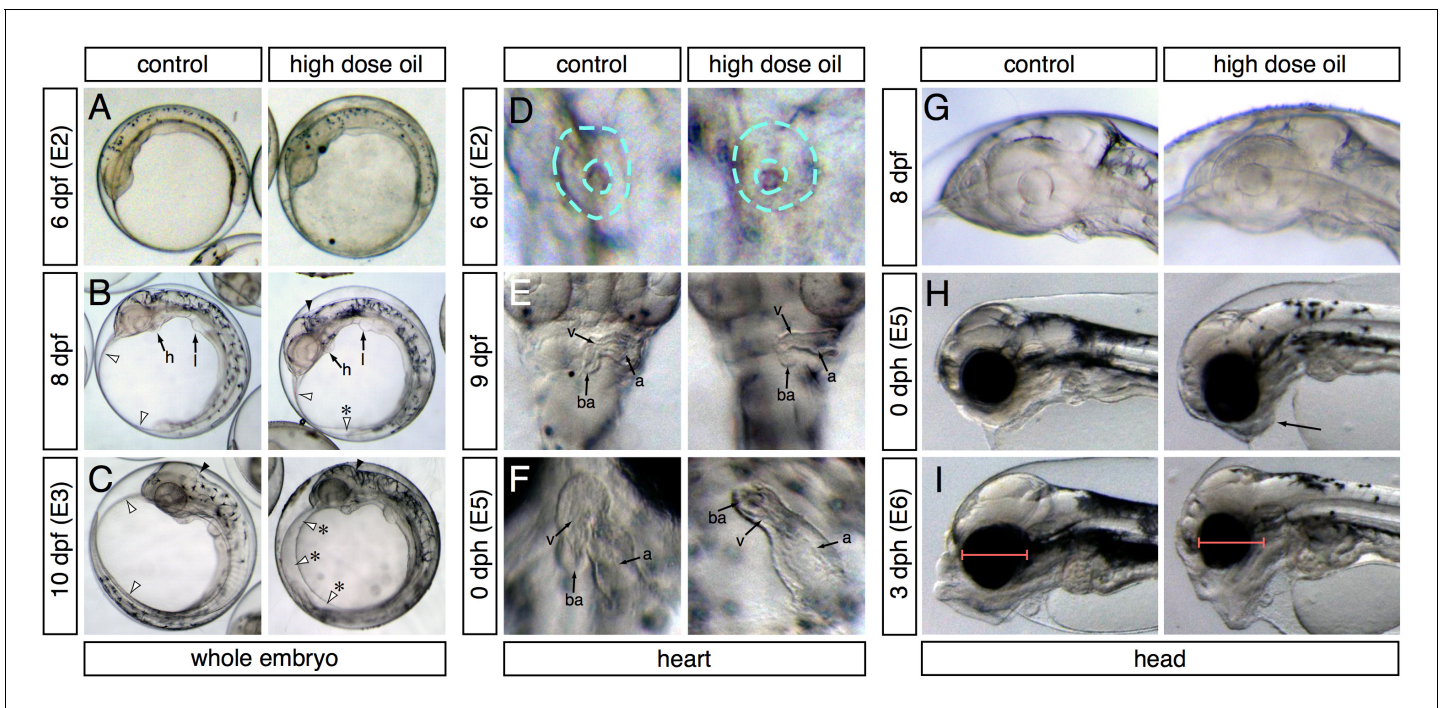 control high dose oil control high dose oil control high dose oil
6 dpf (E2) A 6 dpf (E2) D 8 dpf G
8 dpf B h l * h l 9 dpf E v a ba v a ba 0 dph (E5) H
10 dpf (E3) C * * * 0 dph (E5) F v a ba ba v a 3 dph (E6) I
whole embryo heart head